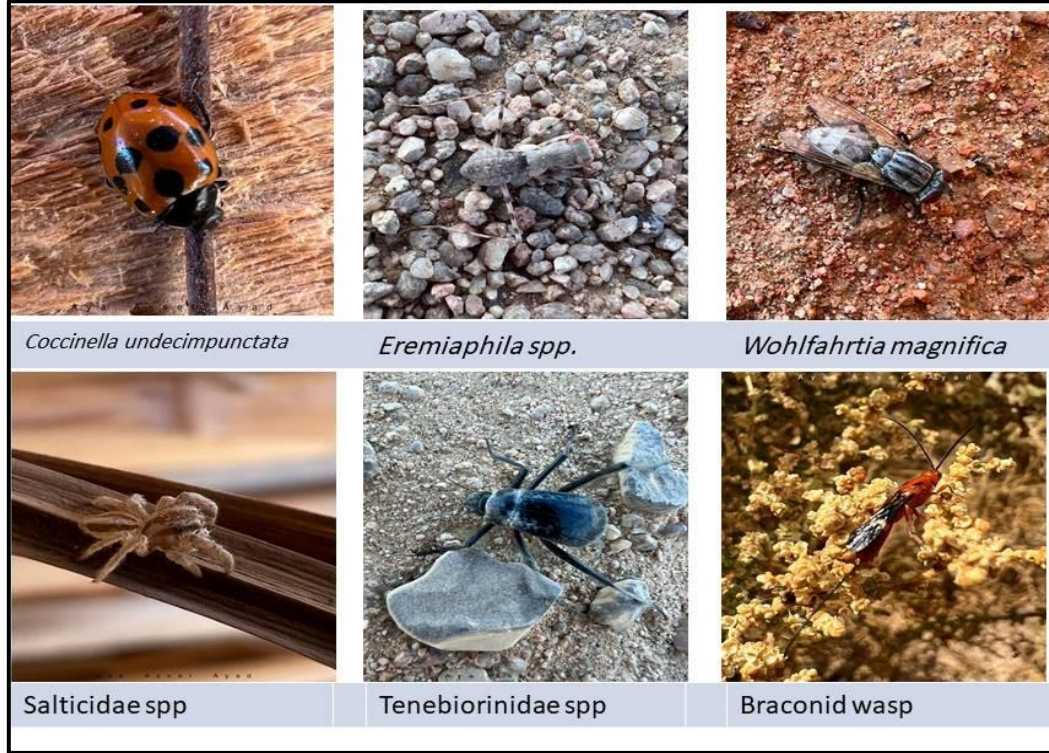 Coccinella undecimpunctata
Eremiaphila spp.
Wohlfahrtia magnifica
Salticidae spp
Tenebiorinidae spp
Braconid wasp